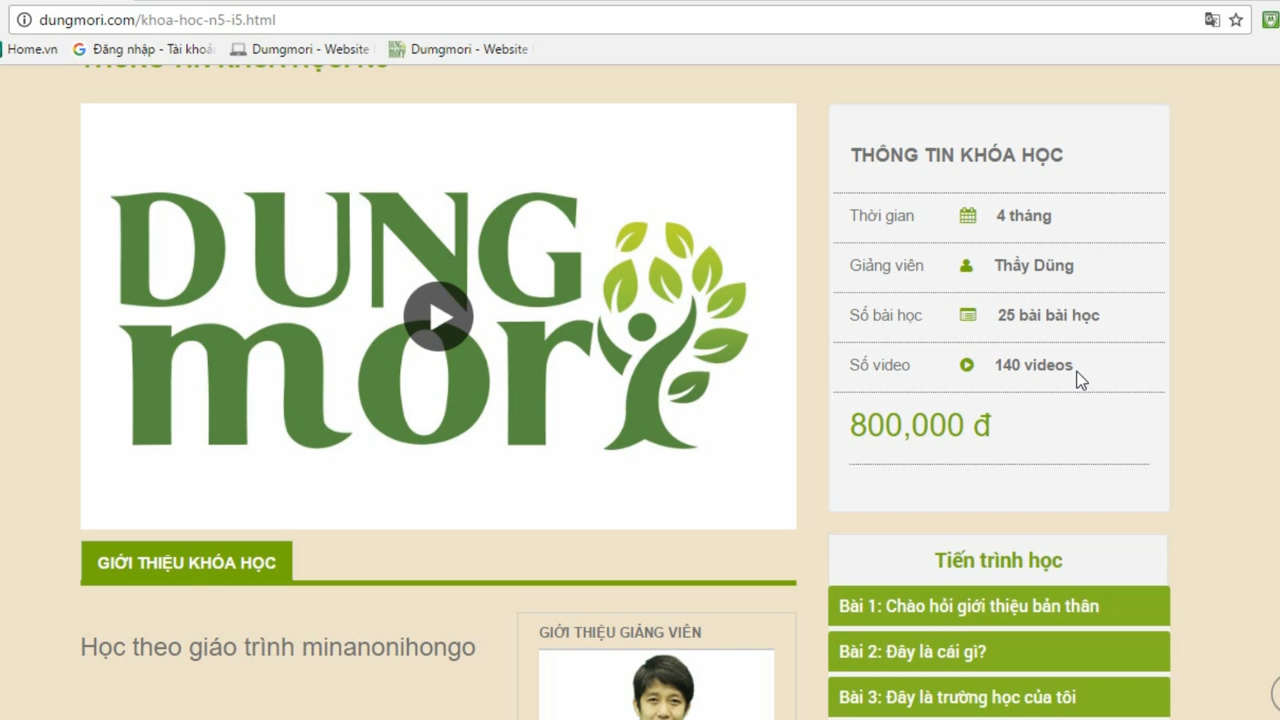 dungmori.com/khoa-hoc-n5-i5.html
Home.vn Đăng nhập - Tài khoả Dumgmori - Website Dumgmori - Website
DUNG
mori
THÔNG TIN KHÓA HỌC
Thời gian 4 tháng
Giảng viên Thầy Dũng
Số bài học 25 bài bài học
Số video 140 videos
800,000 đ
GIỚI THIỆU KHÓA HỌC
Học theo giáo trình minanonihongo
GIỚI THIỆU GIẢNG VIÊN
Tiến trình học
Bài 1: Chào hỏi giới thiệu bản thân
Bài 2: Đây là cái gì?
Bài 3: Đây là trường học của tôi